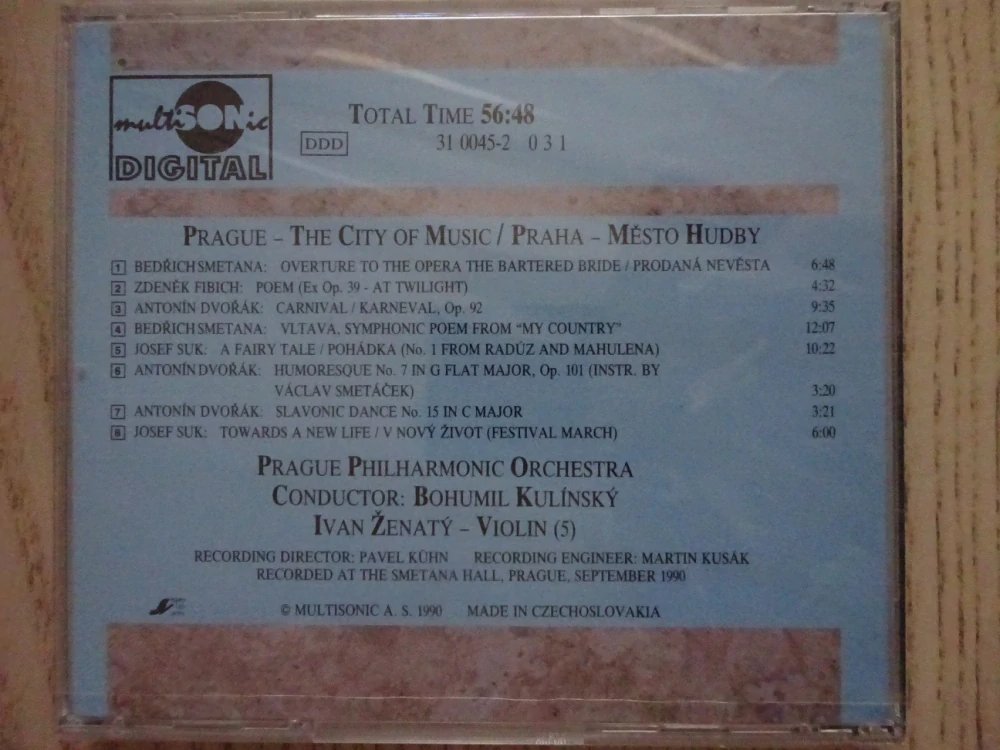 multiSONic
DIGITAL
TOTAL TIME 56:48
DDD 31 0045-2 0 3 1
PRAGUE – THE CITY OF MUSIC / PRAHA – MĚSTO HUDBY
1 BEDŘICH SMETANA: OVERTURE TO THE OPERA THE BARTERED BRIDE / PRODANÁ NEVĚSTA 6:48
2 ZDENĚK FIBICH: POEM (Ex Op. 39 - AT TWILIGHT) 4:32
3 ANTONÍN DVOŘÁK: CARNIVAL / KARNEVAL, Op. 92 9:35
4 BEDŘICH SMETANA: VLTAVA, SYMPHONIC POEM FROM “MY COUNTRY” 12:07
5 JOSEF SUK: A FAIRY TALE / POHÁDKA (No. 1 FROM RADÚZ AND MAHULENA) 10:22
6 ANTONÍN DVOŘÁK: HUMORESQUE No. 7 IN G FLAT MAJOR, Op. 101 (INSTR. BY
VÁCLAV SMETÁČEK) 3:20
7 ANTONÍN DVOŘÁK: SLAVONIC DANCE No. 15 IN C MAJOR 3:21
8 JOSEF SUK: TOWARDS A NEW LIFE / V NOVÝ ŽIVOT (FESTIVAL MARCH) 6:00
PRAGUE PHILHARMONIC ORCHESTRA
CONDUCTOR: BOHUMIL KULÍNSKÝ
IVAN ŽENATÝ – VIOLIN (5)
RECORDING DIRECTOR: PAVEL KÜHN RECORDING ENGINEER: MARTIN KUSÁK
RECORDED AT THE SMETANA HALL, PRAGUE, SEPTEMBER 1990
© MULTISONIC A. S. 1990 MADE IN CZECHOSLOVAKIA